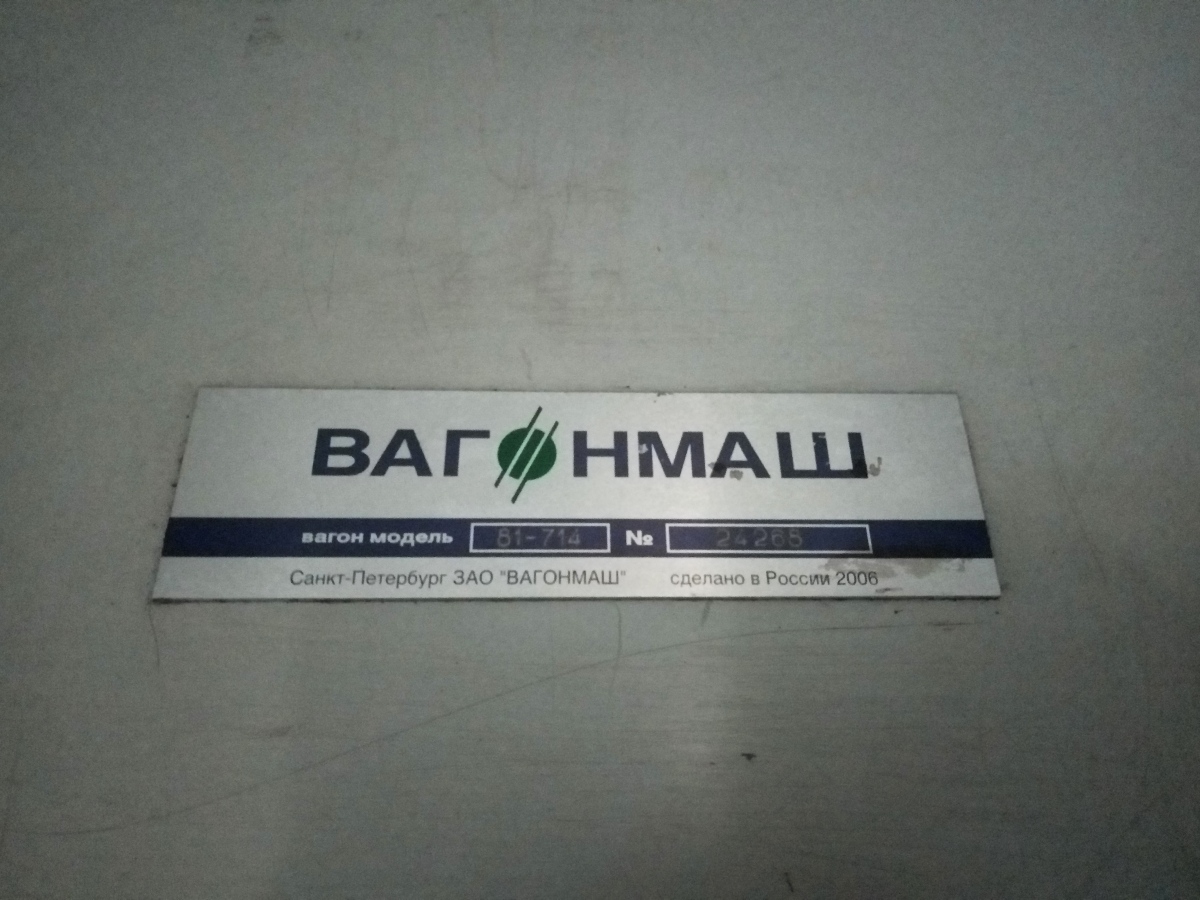 ВАГОНМАШ
вагон модель 81-714 № 24268
Санкт-Петербург ЗАО "ВАГОНМАШ" сделано в России 2006